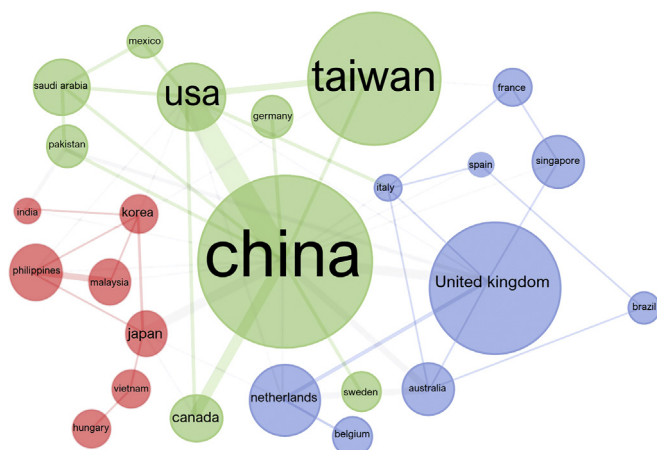 mexico
taiwan
saudi arabia
usa
france
germany
pakistan
singapore
spain
italy
india
korea
china
philippines
malaysia
United kingdom
brazil
japan
vietnam
netherlands
sweden
australia
canada
hungary
belgium